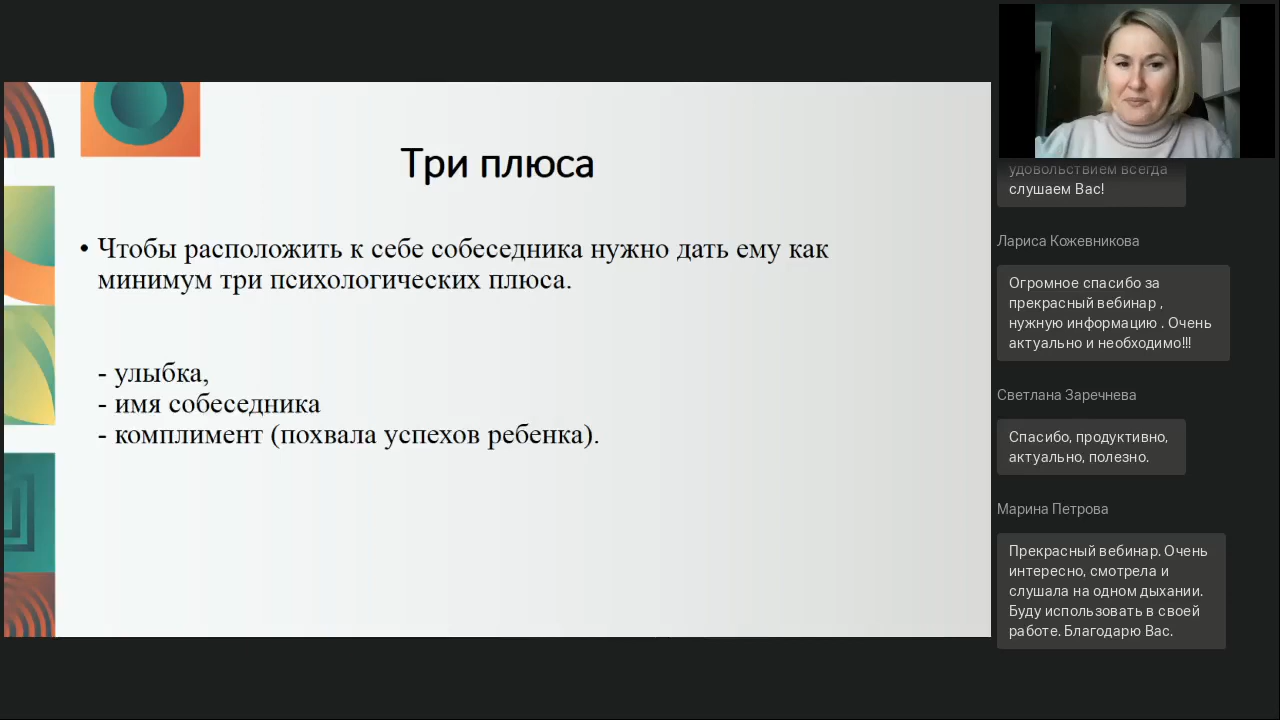 Три плюса
• Чтобы расположить к себе собеседника нужно дать ему как
минимум три психологических плюса.
- улыбка,
- имя собеседника
- комплимент (похвала успехов ребенка).
удовольствием всегда
слушаем Вас!
Лариса Кожевникова
Огромное спасибо за
прекрасный вебинар ,
нужную информацию . Очень
актуально и необходимо!!!
Светлана Заречнева
Спасибо, продуктивно,
актуально, полезно.
Марина Петрова
Прекрасный вебинар. Очень
интересно, смотрела и
слушала на одном дыхании.
Буду использовать в своей
работе. Благодарю Вас.